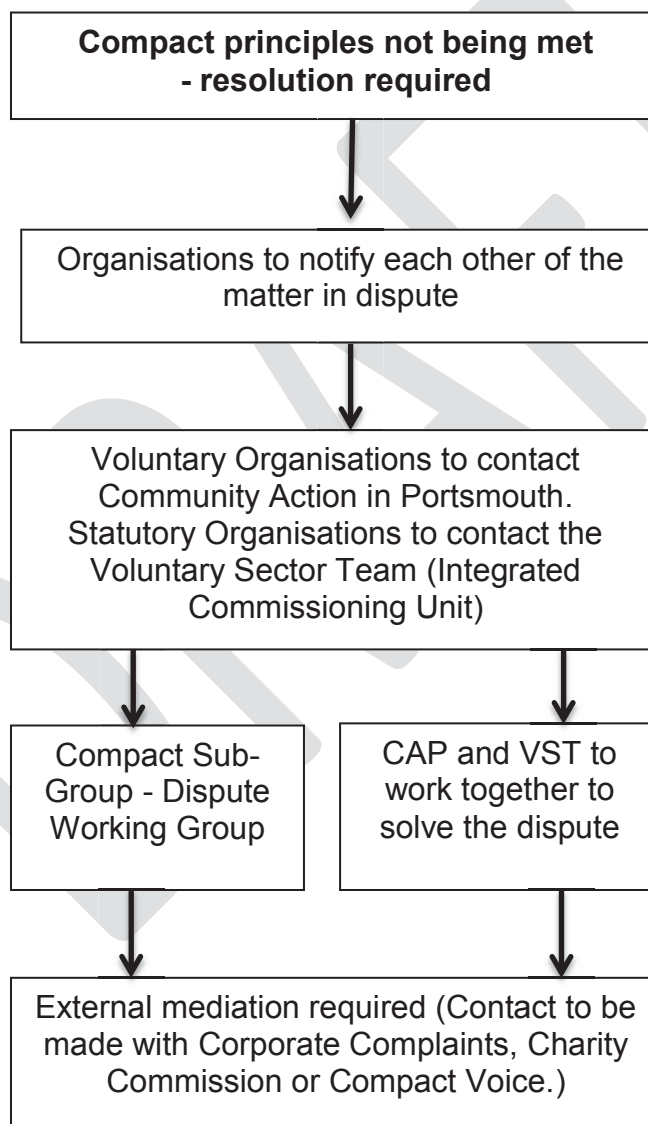 Compact principles not being met
- resolution required
Organisations to notify each other of the
matter in dispute
Voluntary Organisations to contact
Community Action in Portsmouth.
Statutory Organisations to contact the
Voluntary Sector Team (Integrated
Commissioning Unit)
Compact Sub-
Group - Dispute
Working Group
CAP and VST to
work together to
solve the dispute
External mediation required (Contact to be
made with Corporate Complaints, Charity
Commission or Compact Voice.)